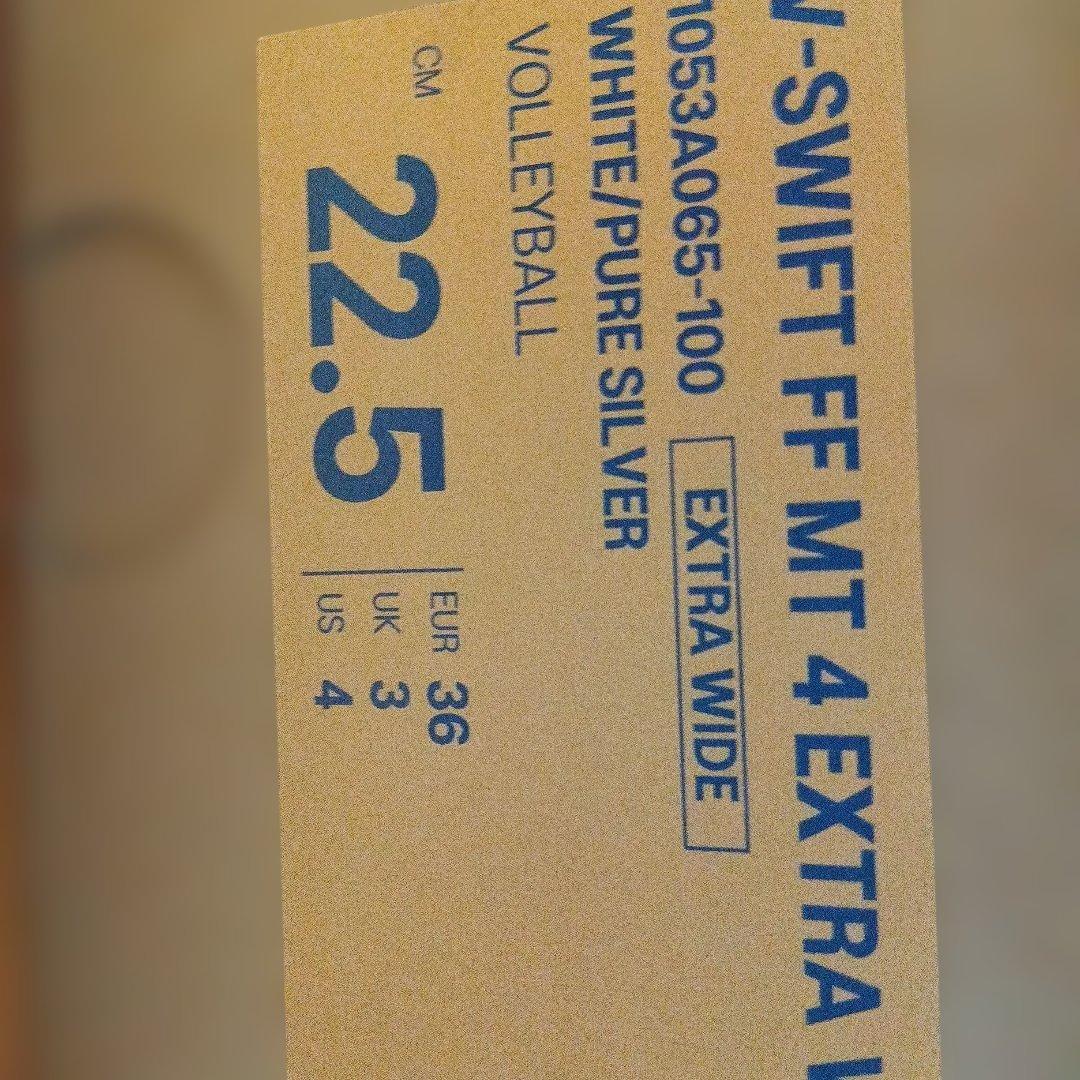 -SWIFT FF MT 4 EXTRA
1053A065-100 EXTRA WIDE
WHITE/PURE SILVER
VOLLEYBALL
CM 22.5
EUR 36
UK 3
US 4